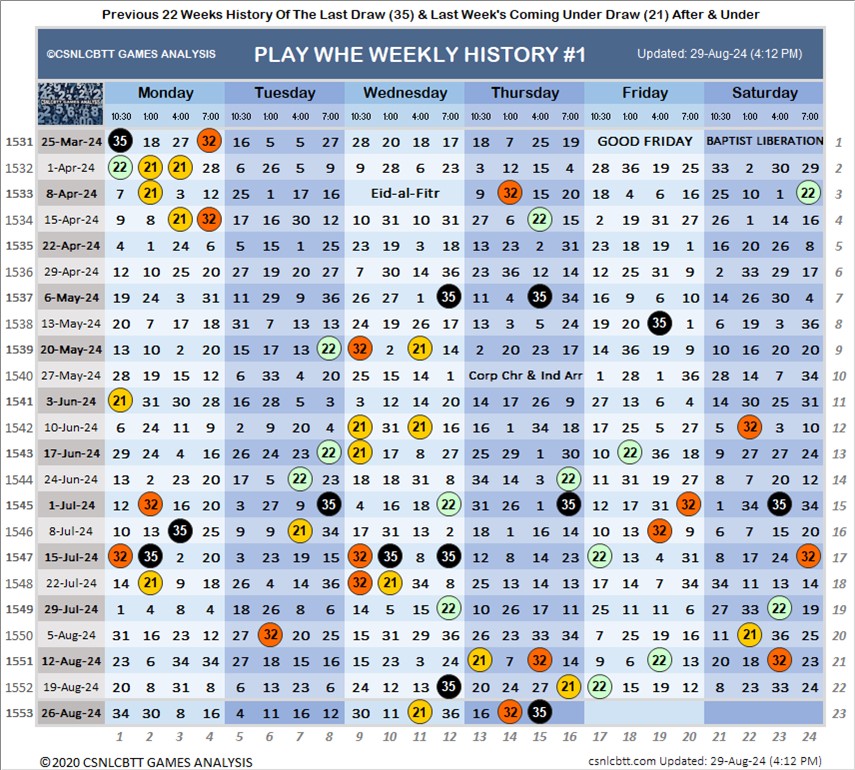 Previous 22 Weeks History Of The Last Draw (35) & Last Week's Coming Under Draw (21) After & Under
©CSNLCBTT GAMES ANALYSIS PLAY WHE WEEKLY HISTORY #1 Updated: 29-Aug-24 (4:12 PM)
CSNLCBTT GAMES ANALYSIS
Monday Tuesday Wednesday Thursday Friday Saturday
10:30 1:00 4:00 7:00 10:30 1:00 4:00 7:00 10:30 1:00 4:00 7:00 10:30 1:00 4:00 7:00 10:30 1:00 4:00 7:00 10:30 1:00 4:00 7:00
1531 25-Mar-24 35 18 27 32 16 5 5 27 28 20 18 17 18 7 25 19 GOOD FRIDAY BAPTIST LIBERATION 1
1532 1-Apr-24 22 21 21 28 6 26 5 9 9 28 6 23 3 12 15 4 28 36 19 25 33 2 30 29 2
1533 8-Apr-24 7 21 3 12 25 1 17 16 Eid-al-Fitr 9 32 15 20 18 4 6 16 25 10 1 22 3
1534 15-Apr-24 9 8 21 32 17 16 30 12 10 31 10 31 27 6 22 15 2 29 31 27 26 1 14 16 4
1535 22-Apr-24 4 1 24 6 5 15 1 25 23 19 3 18 13 23 2 31 23 18 19 1 16 20 26 8 5
1536 29-Apr-24 12 10 25 20 27 19 20 27 7 30 14 36 23 36 12 14 12 25 31 9 2 33 29 17 6
1537 6-May-24 19 24 3 31 11 29 9 36 26 27 1 35 11 4 35 34 16 9 6 10 14 26 30 4 7
1538 13-May-24 20 7 17 18 31 7 13 13 24 19 26 17 13 3 5 24 19 20 35 1 6 19 3 36 8
1539 20-May-24 13 10 2 20 15 17 13 22 32 2 21 14 2 20 23 17 14 36 19 9 10 16 20 20 9
1540 27-May-24 28 19 15 12 6 33 4 20 25 15 14 1 Corp Chr & Ind Arr 1 28 1 36 28 14 7 34 10
1541 3-Jun-24 21 31 30 28 16 28 5 3 3 12 14 20 14 17 26 9 27 13 6 4 14 30 25 31 11
1542 10-Jun-24 6 24 11 9 2 9 20 4 21 31 21 16 16 1 34 18 17 25 5 27 5 32 3 10 12
1543 17-Jun-24 29 24 4 16 26 24 23 22 21 17 8 27 25 29 1 30 10 22 11 36 9 27 27 24 13
1544 24-Jun-24 13 2 23 20 17 5 22 23 18 18 31 8 34 14 3 22 18 31 19 27 8 7 20 12 14
1545 1-Jul-24 12 32 16 20 3 27 9 35 4 16 18 22 31 26 1 35 12 17 31 32 1 34 35 34 15
1546 8-Jul-24 10 13 35 25 9 9 21 34 17 31 13 2 18 1 16 14 10 13 32 9 6 7 15 20 16
1547 15-Jul-24 32 35 2 20 3 23 19 15 32 35 8 35 12 8 14 23 22 13 4 31 8 17 24 32 17
1548 22-Jul-24 14 21 9 18 26 4 14 36 32 21 34 8 25 13 14 13 17 14 7 34 34 11 13 14 18
1549 29-Jul-24 1 4 8 4 18 26 8 6 14 5 15 22 10 26 17 11 25 11 11 6 27 33 22 19 19
1550 5-Aug-24 31 16 23 12 27 32 20 25 15 31 29 36 26 23 33 34 7 25 19 16 11 21 36 25 20
1551 12-Aug-24 23 6 34 34 27 18 15 16 15 23 3 24 21 7 32 14 9 6 22 13 20 18 32 23 21
1552 19-Aug-24 20 8 31 8 6 13 23 6 24 12 13 35 20 24 27 21 22 15 19 12 8 23 33 24 22
1553 26-Aug-24 34 30 8 16 4 11 16 12 30 11 21 36 16 32 35 23
1 2 3 4 5 6 7 8 9 10 11 12 13 14 15 16 17 18 19 20 21 22 23 24
©2020 CSNLCBTT GAMES ANALYSIS csnlcbtt.com Updated: 29-Aug-24 (4:12 PM)